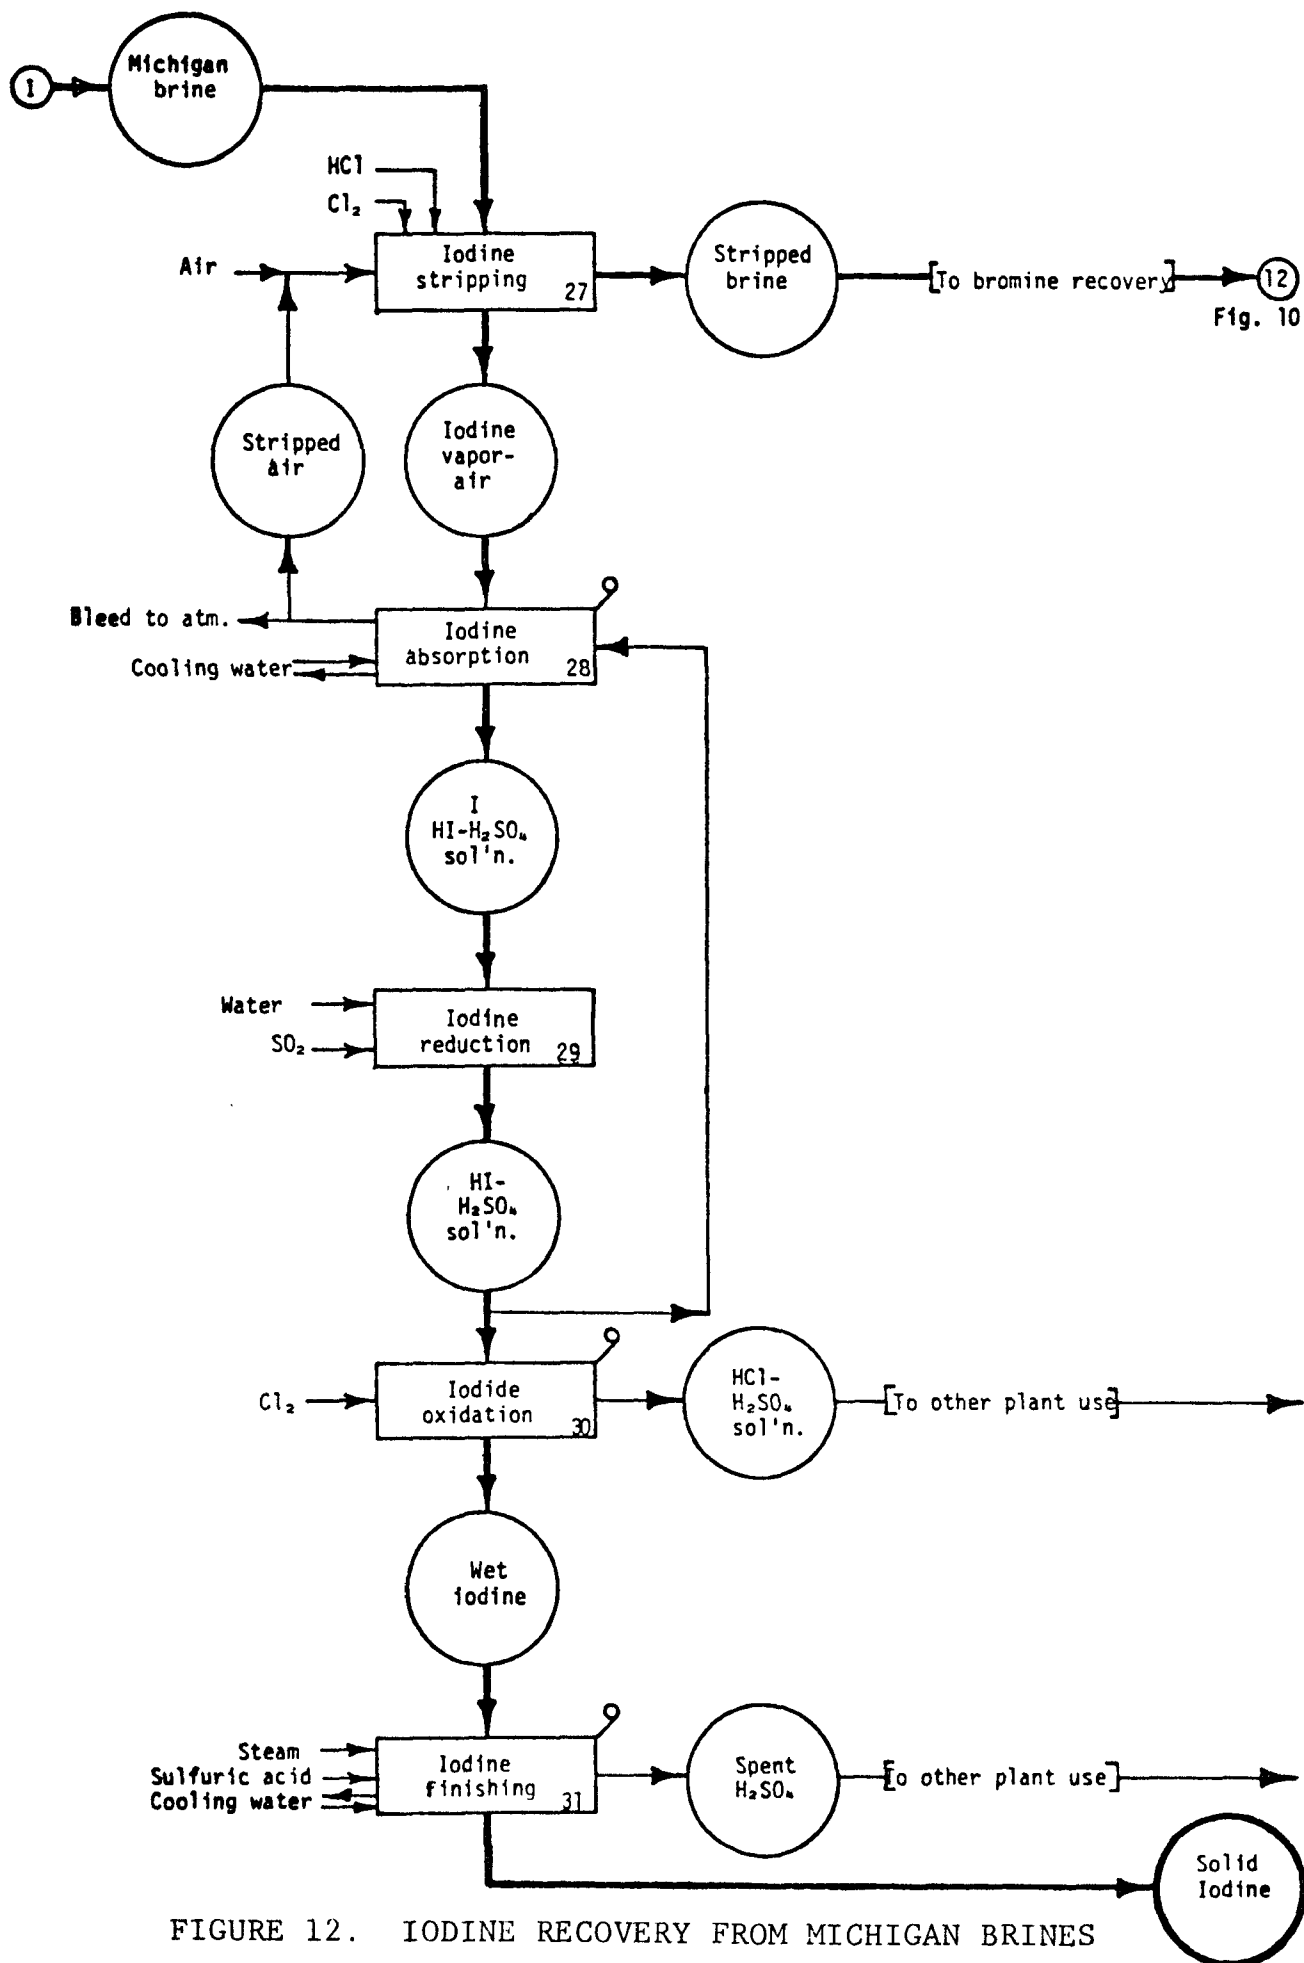 I
Michigan
brine
HCl
Cl₂
Air
Iodine
stripping
27
Stripped
brine
[To bromine recovery]
12
Fig. 10
Stripped
air
Iodine
vapor-
air
Bleed to atm.
Cooling water
Iodine
absorption
28
I
HI-H₂SO₄
sol'n.
Water
SO₂
Iodine
reduction
29
HI-
H₂SO₄
sol'n.
Cl₂
Iodide
oxidation
30
HCl-
H₂SO₄
sol'n.
[To other plant use]
Wet
iodine
Steam
Sulfuric acid
Cooling water
Iodine
finishing
31
Spent
H₂SO₄
[To other plant use]
Solid
Iodine
FIGURE 12. IODINE RECOVERY FROM MICHIGAN BRINES